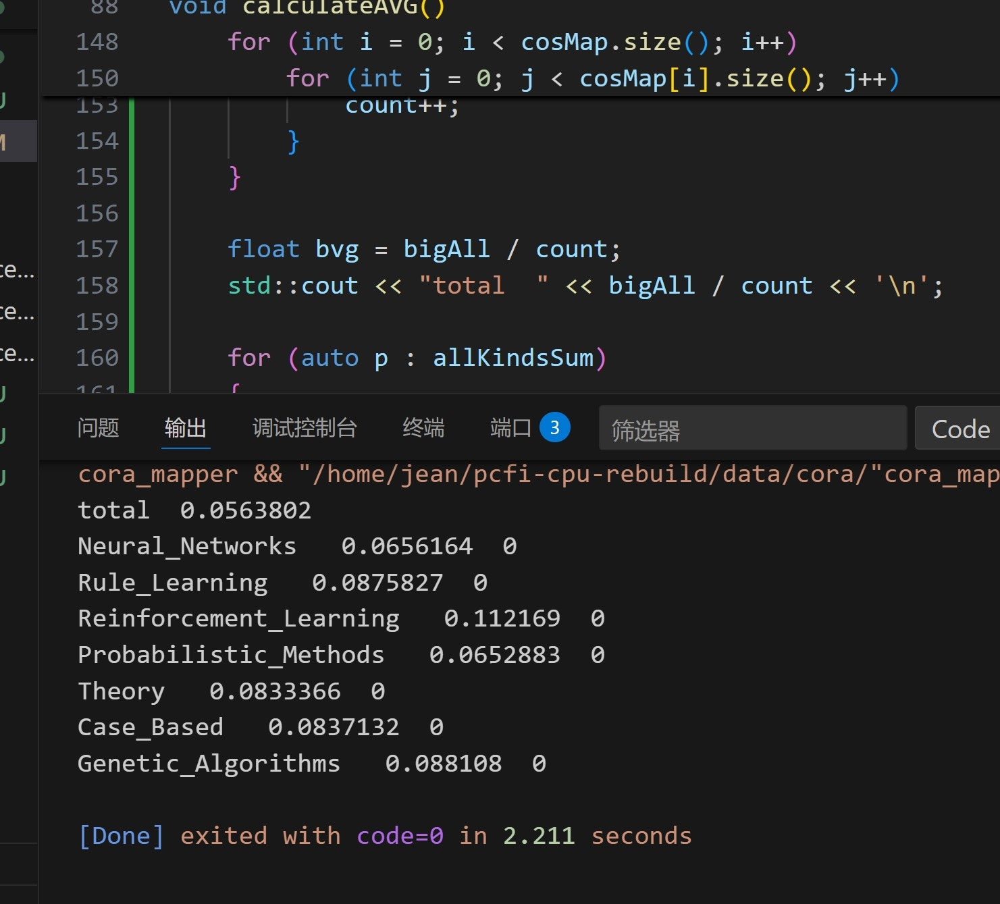 88 void calculateAVG()
148 for (int i = 0; i < cosMap.size(); i++)
150 for (int j = 0; j < cosMap[i].size(); j++)
153 count++;
154 }
155 }
156
157 float bvg = bigAll / count;
158 std::cout << "total  " << bigAll / count << '\n';
159
160 for (auto p : allKindsSum)
161 {
M
ce...
ce...
ce...
U
U
U
U
问题 输出 调试控制台 终端 端口 3 筛选器 Code
cora_mapper && "/home/jean/pcfi-cpu-rebuild/data/cora/"cora_map
total  0.0563802
Neural_Networks   0.0656164  0
Rule_Learning   0.0875827  0
Reinforcement_Learning   0.112169  0
Probabilistic_Methods   0.0652883  0
Theory   0.0833366  0
Case_Based   0.0837132  0
Genetic_Algorithms   0.088108  0
[Done] exited with code=0 in 2.211 seconds